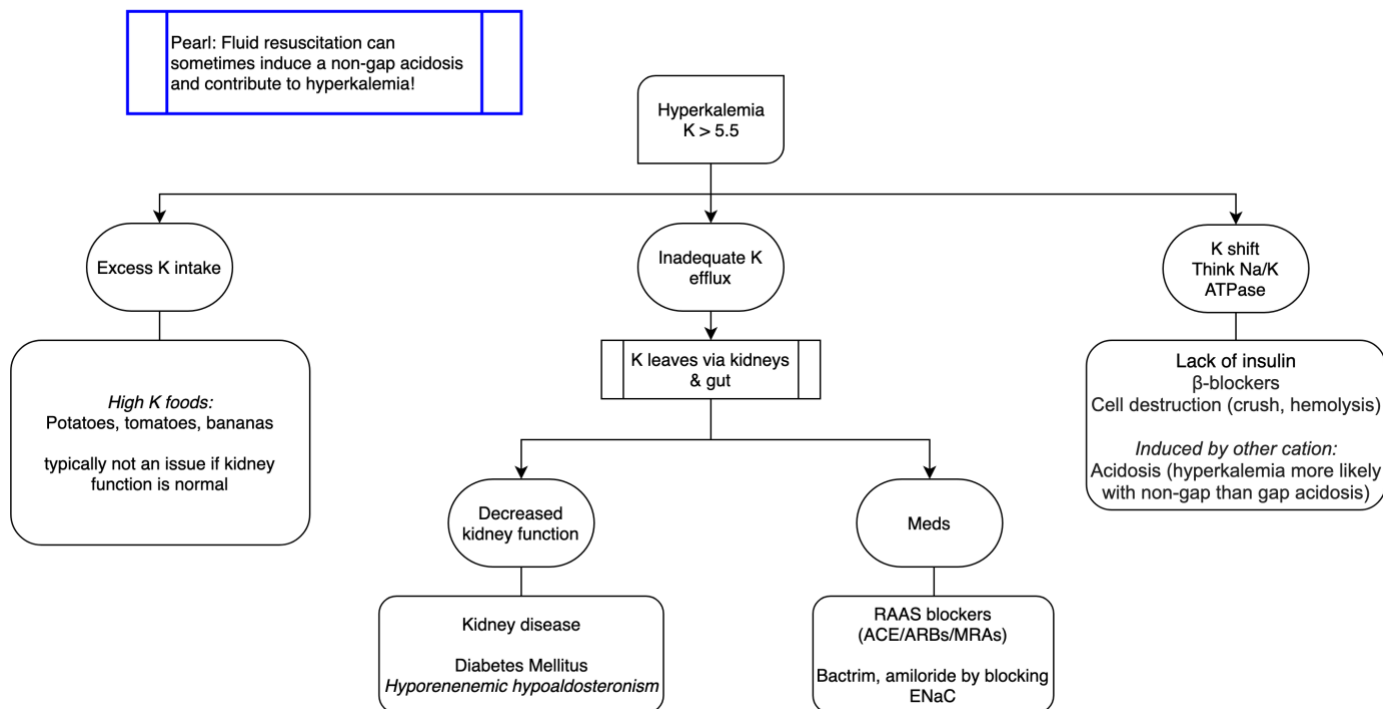 Pearl: Fluid resuscitation can
sometimes induce a non-gap acidosis
and contribute to hyperkalemia!
Hyperkalemia
K > 5.5
Excess K intake
Inadequate K
efflux
K shift
Think Na/K
ATPase
High K foods:
Potatoes, tomatoes, bananas
typically not an issue if kidney
function is normal
K leaves via kidneys
& gut
Lack of insulin
β-blockers
Cell destruction (crush, hemolysis)
Induced by other cation:
Acidosis (hyperkalemia more likely
with non-gap than gap acidosis)
Decreased
kidney function
Meds
Kidney disease
Diabetes Mellitus
Hyporenenemic hypoaldosteronism
RAAS blockers
(ACE/ARBs/MRAs)
Bactrim, amiloride by blocking
ENaC